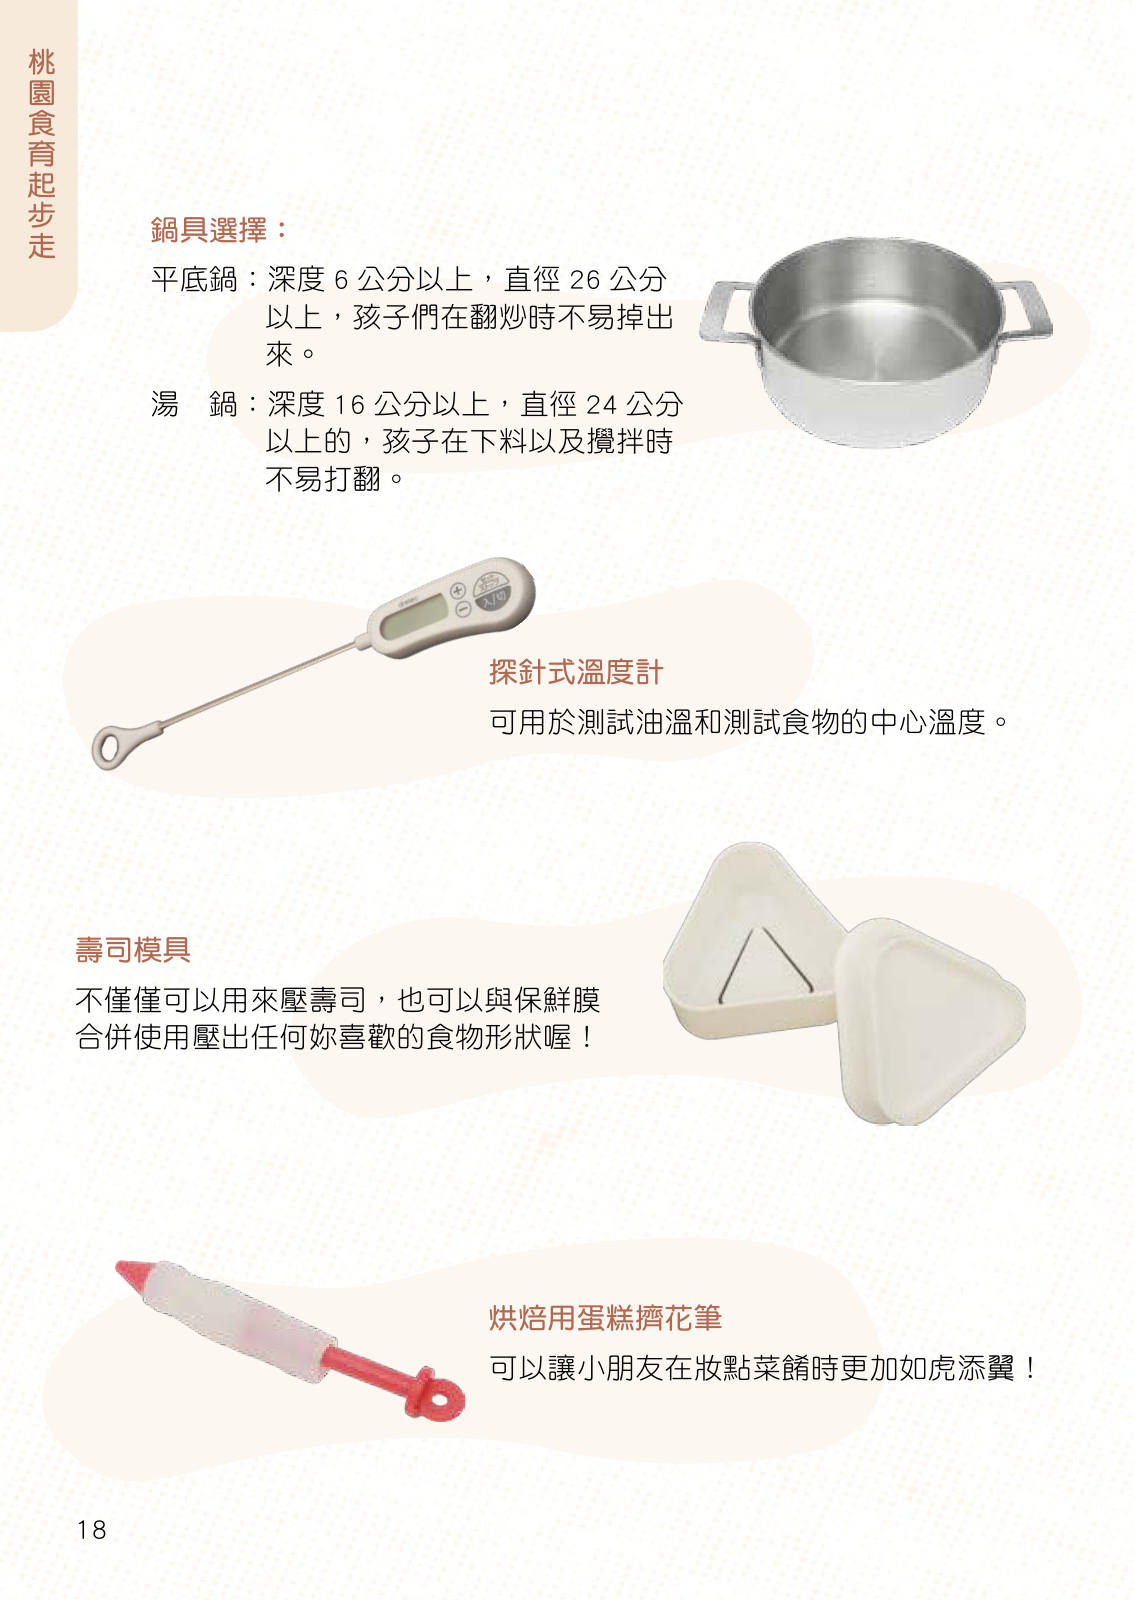 桃園食育起步走
鍋具選擇：
平底鍋：深度 6 公分以上，直徑 26 公分
以上，孩子們在翻炒時不易掉出
來。
湯　鍋：深度 16 公分以上，直徑 24 公分
以上的，孩子在下料以及攪拌時
不易打翻。
入/切
探針式溫度計
可用於測試油溫和測試食物的中心溫度。
壽司模具
不僅僅可以用來壓壽司，也可以與保鮮膜
合併使用壓出任何妳喜歡的食物形狀喔！
烘焙用蛋糕擠花筆
可以讓小朋友在妝點菜餚時更加如虎添翼！
18